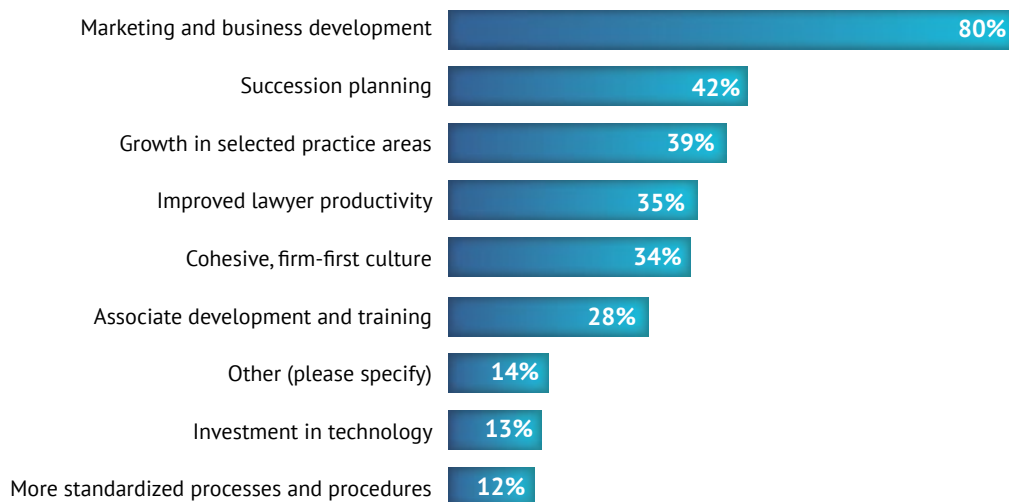 Marketing and business development 80%
Succession planning 42%
Growth in selected practice areas 39%
Improved lawyer productivity 35%
Cohesive, firm-first culture 34%
Associate development and training 28%
Other (please specify) 14%
Investment in technology 13%
More standardized processes and procedures 12%